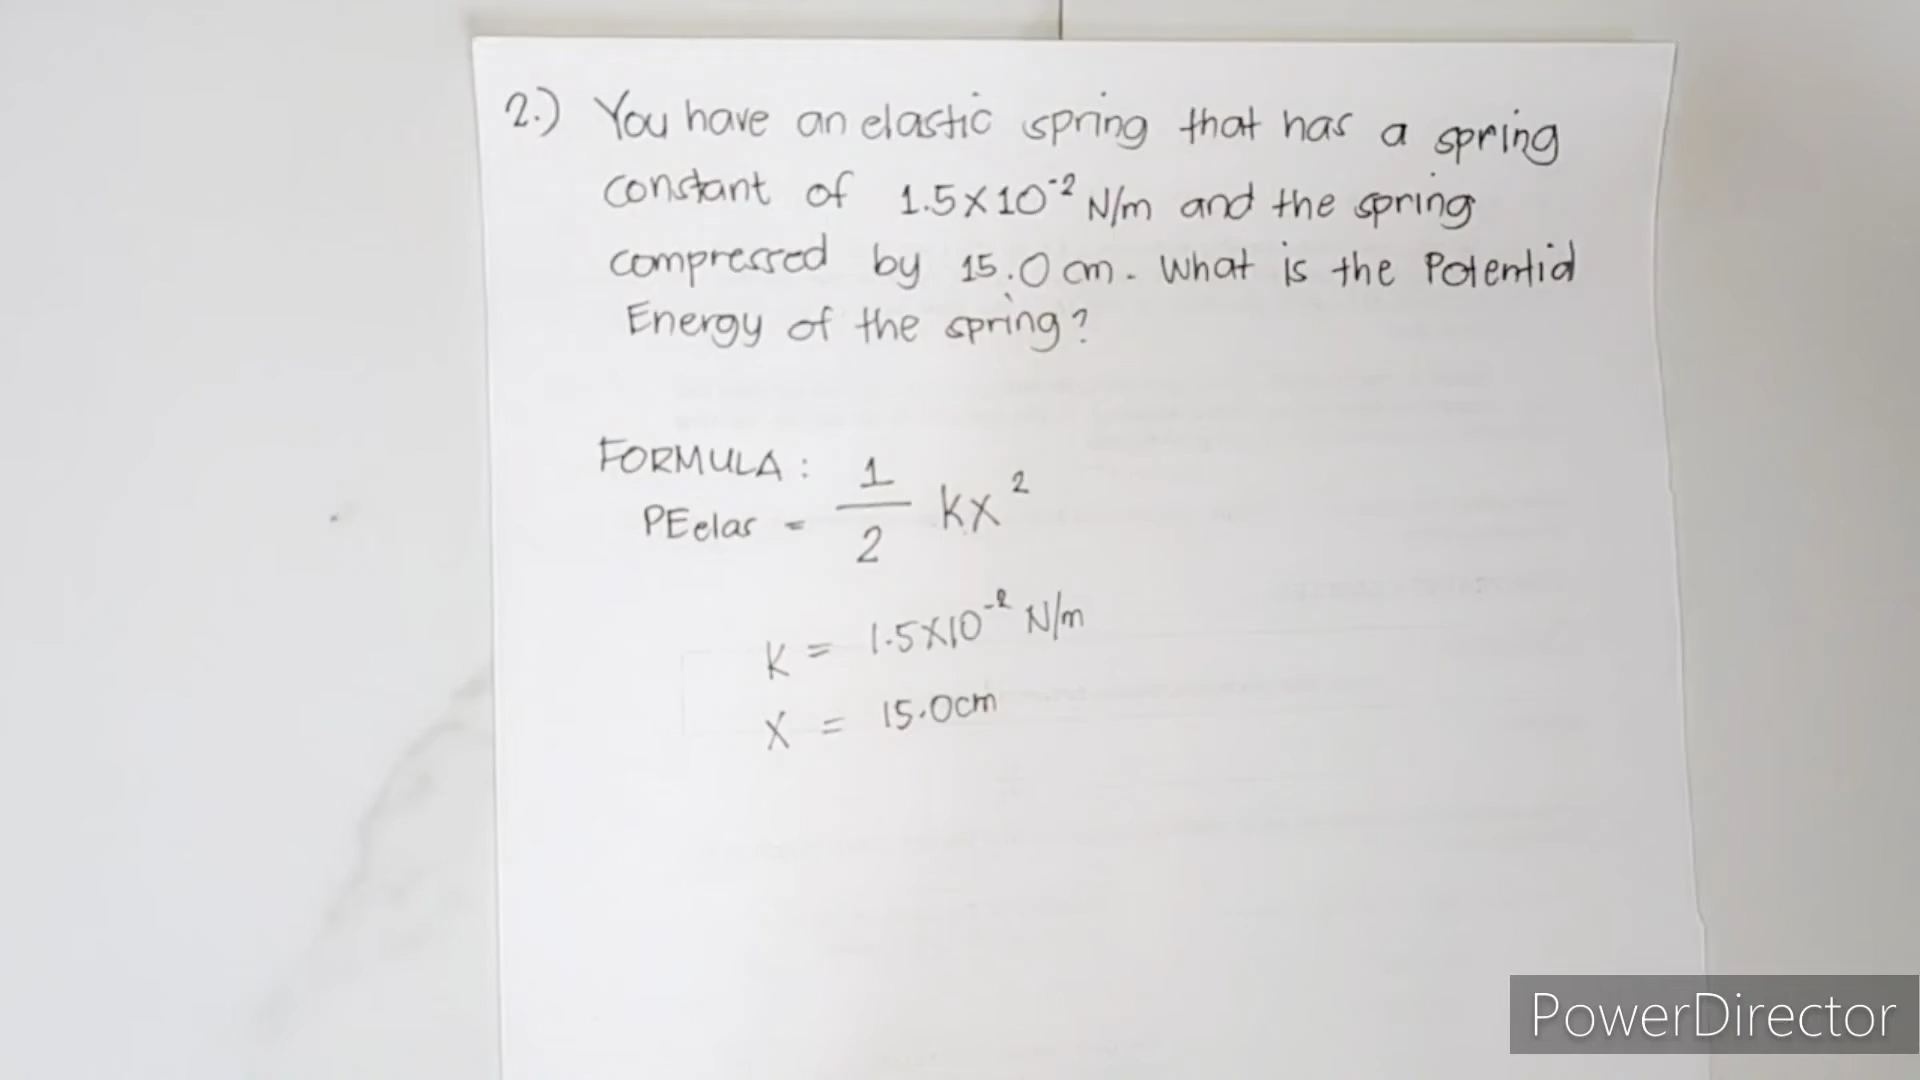 2.) You have an elastic spring that has a spring
constant of 1.5x10⁻² N/m and the spring
compressed by 15.0 cm. What is the Potential
Energy of the spring?
FORMULA:
PEelas = 1/2 kx²
K = 1.5x10⁻² N/m
X = 15.0cm
PowerDirector